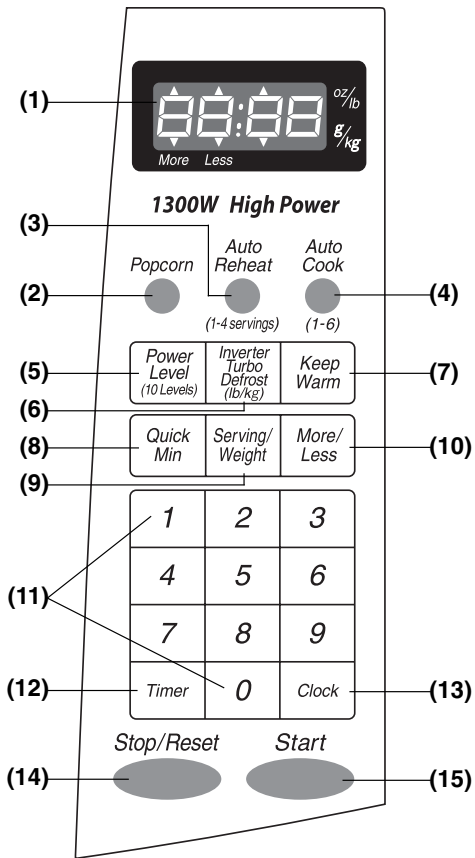 (1)
88:88
oz/lb
g/kg
More Less
1300W High Power
(3)
Popcorn
Auto
Reheat
Auto
Cook
(2)
(4)
(1-4 servings)
(1-6)
(5)
Power
Level
(10 Levels)
Inverter
Turbo
Defrost
(lb/kg)
Keep
Warm
(7)
(6)
(8)
Quick
Min
Serving/
Weight
More/
Less
(10)
(9)
1 2 3
4 5 6
(11)
7 8 9
(12)
Timer 0 Clock
(13)
Stop/Reset Start
(14)
(15)